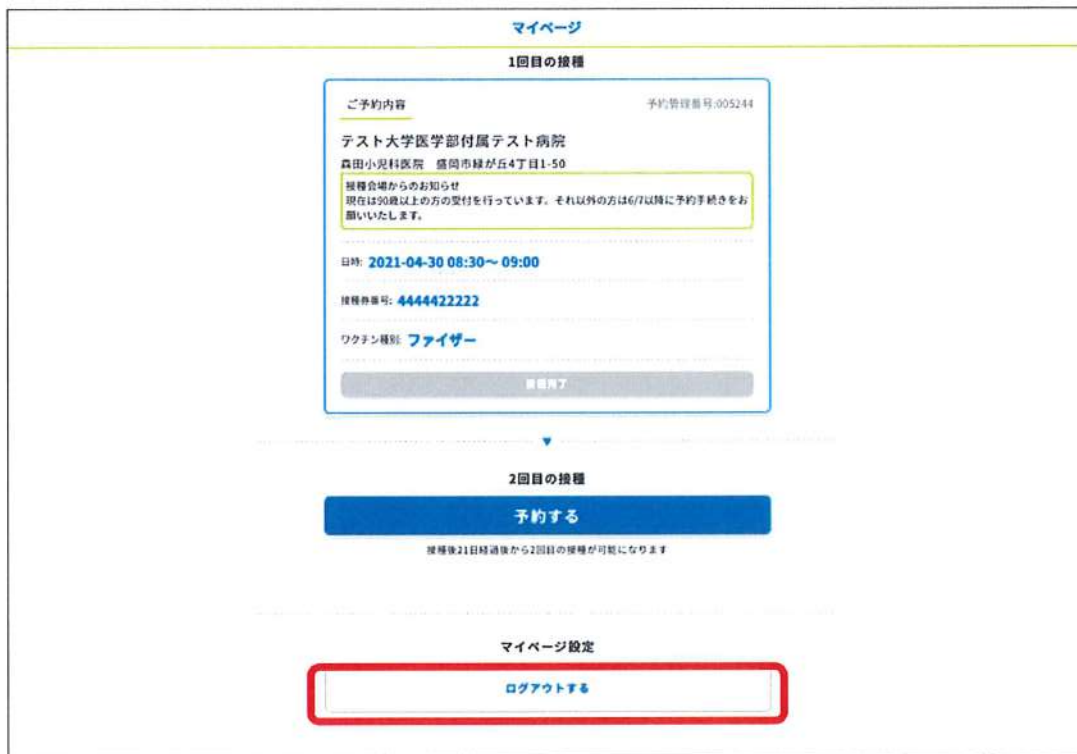 マイページ
1回目の接種
ご予約内容
予約管理番号:005244
テスト大学医学部付属テスト病院
森田小児科医院 盛岡市緑が丘4丁目1-50
接種会場からのお知らせ
現在は90歳以上の方の受付を行っています。それ以外の方は6/7以降に予約手続きをお
願いいたします。
日時: 2021-04-30 08:30〜 09:00
接種券番号: 4444422222
ワクチン種別: ファイザー
接種完了
▼
2回目の接種
予約する
接種後21日経過後から2回目の接種が可能になります
マイページ設定
ログアウトする